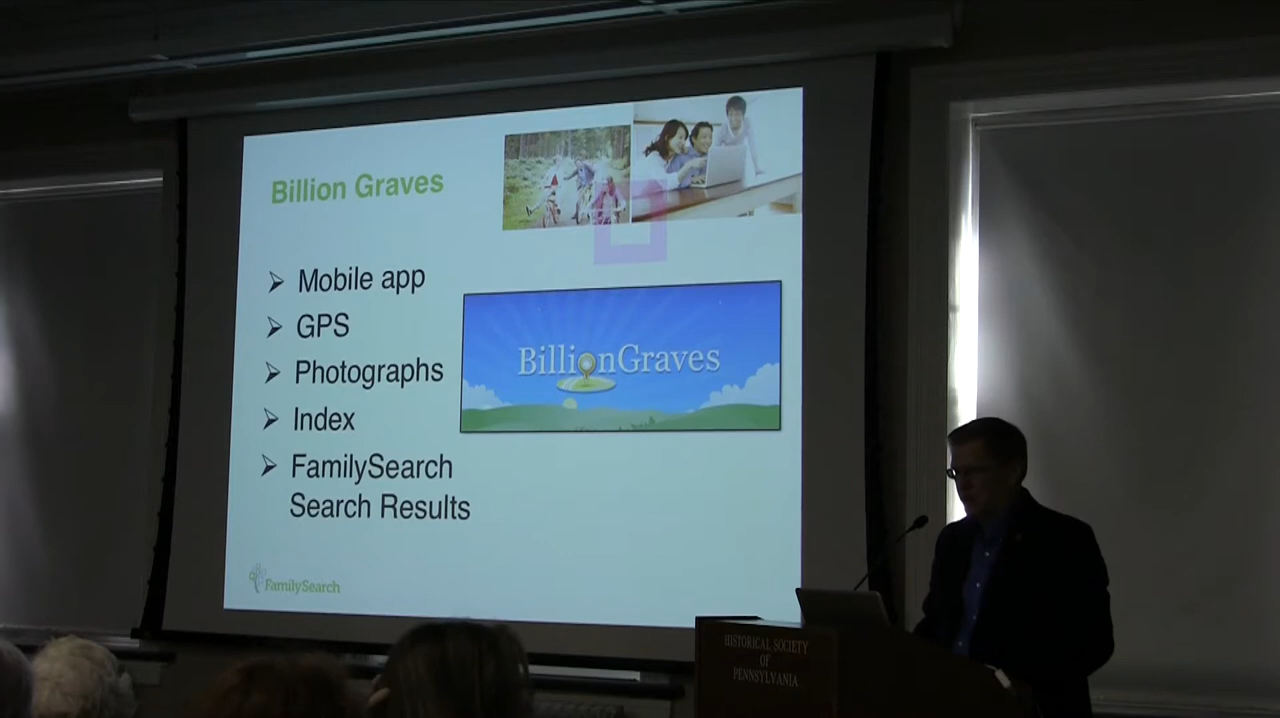 Billion Graves
Mobile app
GPS
Photographs
Index
FamilySearch
Search Results
BillionGraves
FamilySearch
HISTORICAL SOCIETY
OF
PENNSYLVANIA